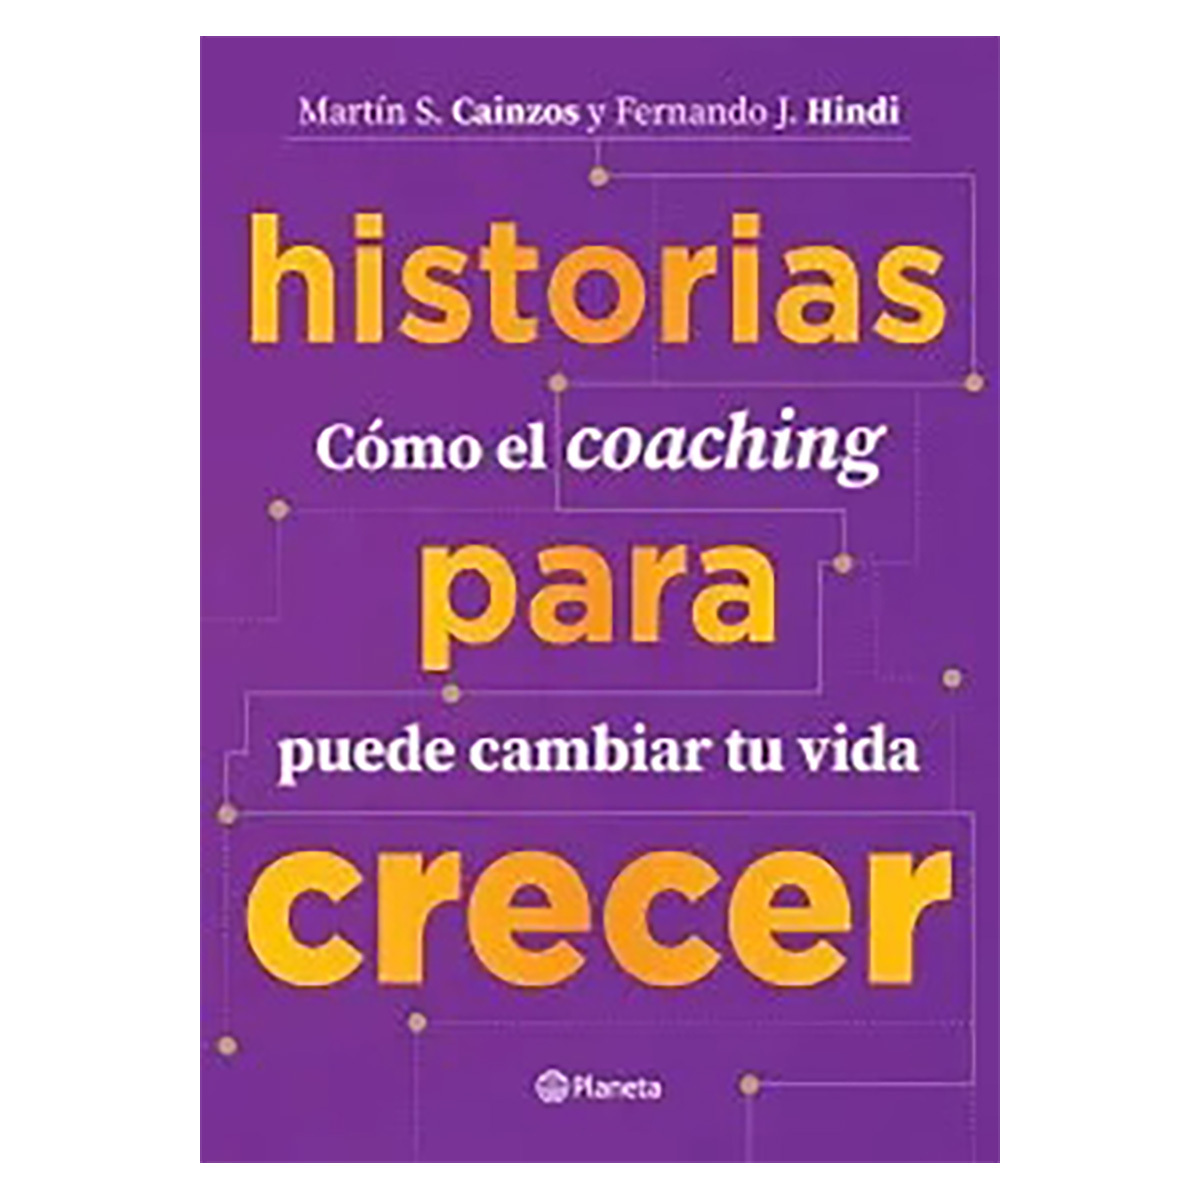 Martín S. Cainzos y Fernando J. Hindi
historias
Cómo el coaching
para
puede cambiar tu vida
crecer
Planeta